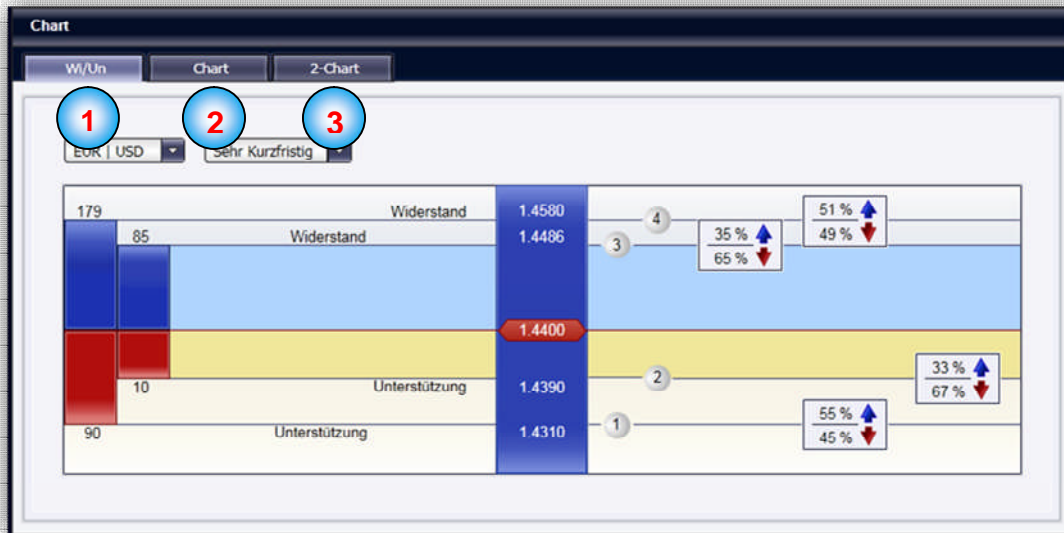 Chart
Wi/Un Chart 2-Chart
1 2 3
EUR | USD Sehr Kurzfristig
179 Widerstand 1.4580 4 51 %
85 Widerstand 1.4486 3 35 % 49 %
65 %
1.4400
33 %
10 Unterstützung 1.4390 2 67 %
55 %
90 Unterstützung 1.4310 1 45 %